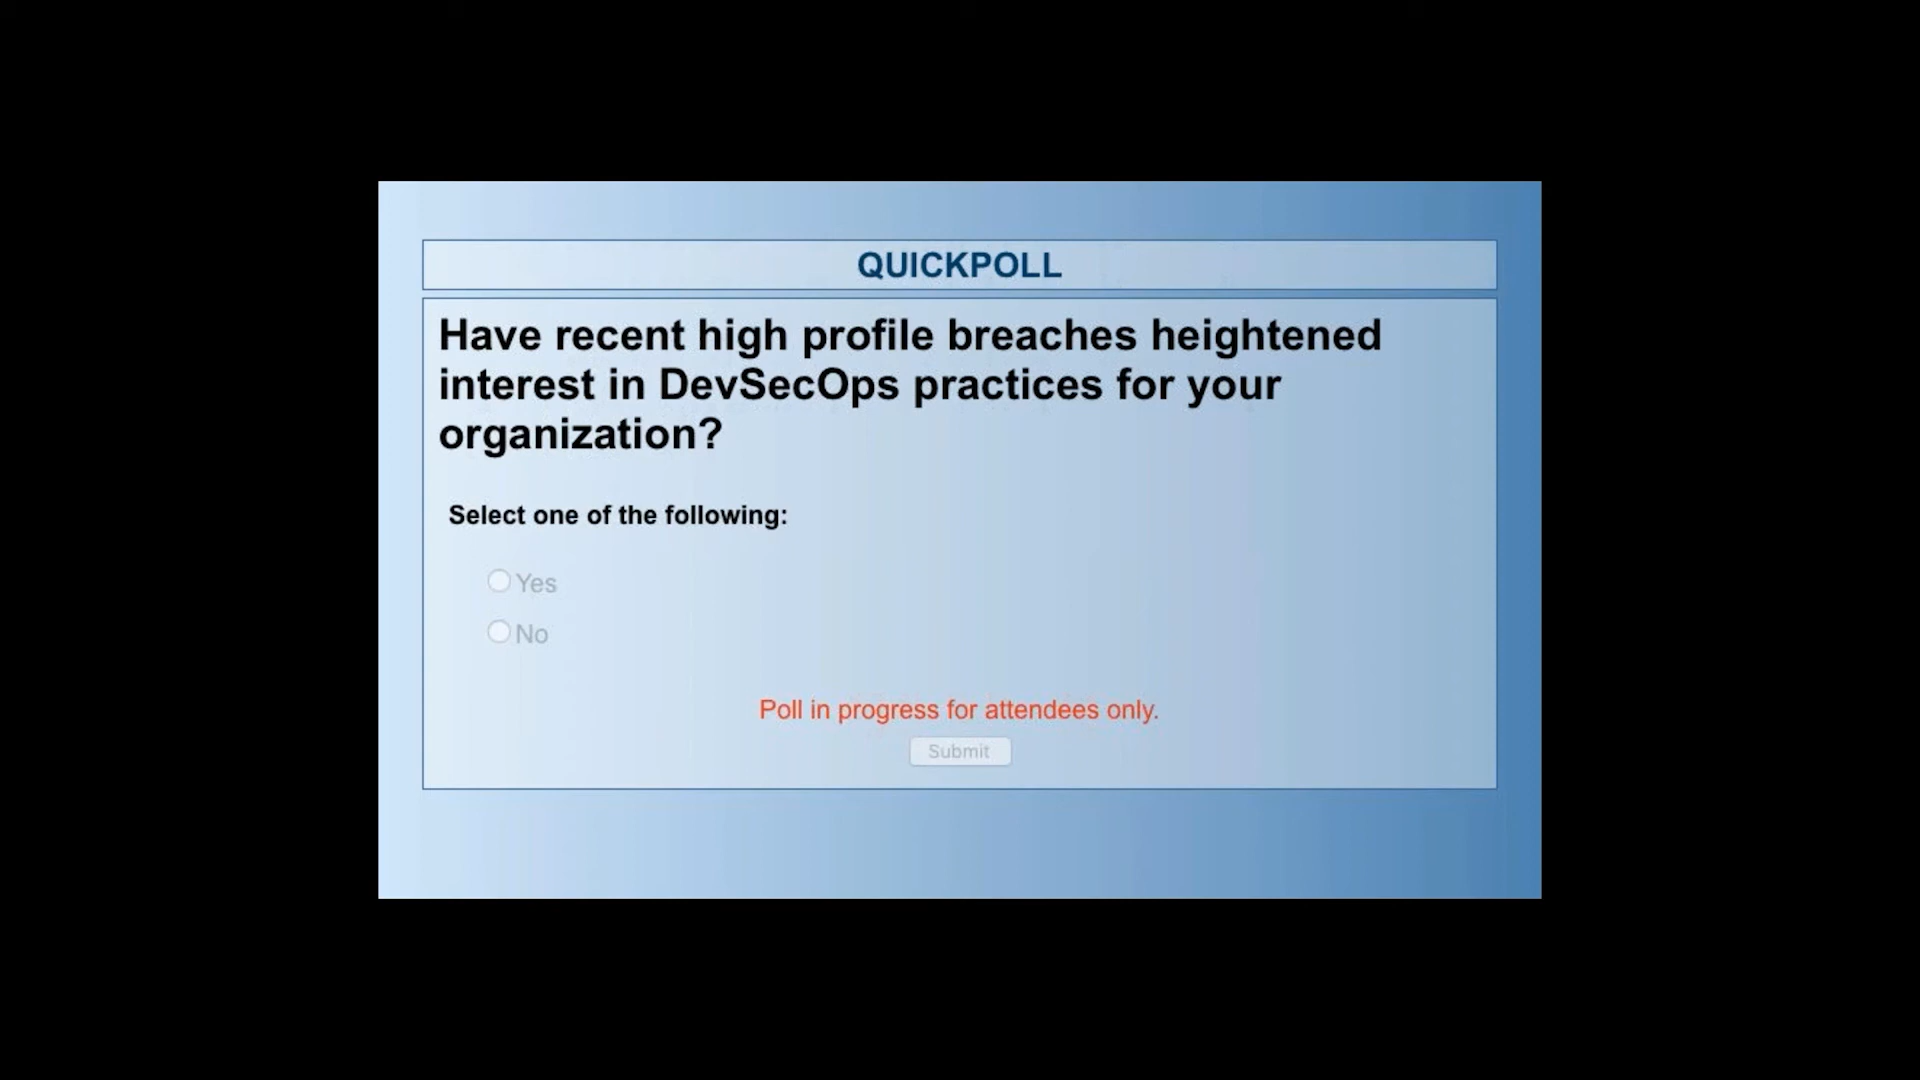 QUICKPOLL
Have recent high profile breaches heightened
interest in DevSecOps practices for your
organization?
Select one of the following:
Yes
No
Poll in progress for attendees only.
Submit